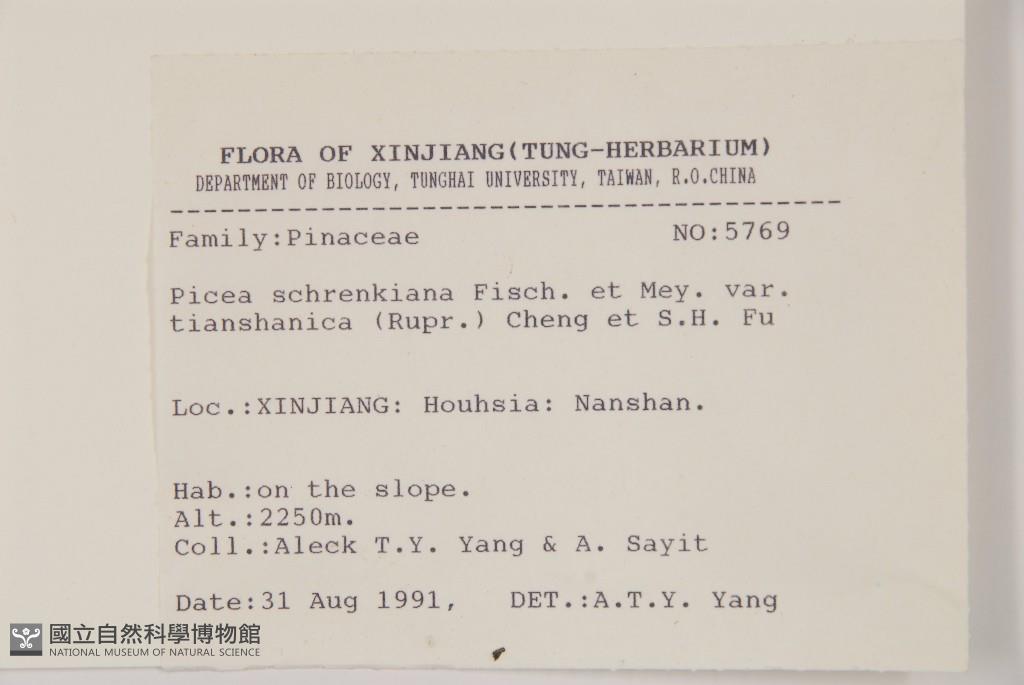 FLORA OF XINJIANG(TUNG-HERBARIUM)
DEPARTMENT OF BIOLOGY, TUNGHAI UNIVERSITY, TAIWAN, R.O.CHINA
Family:Pinaceae NO:5769
Picea schrenkiana Fisch. et Mey. var.
tianshanica (Rupr.) Cheng et S.H. Fu
Loc.:XINJIANG: Houhsia: Nanshan.
Hab.:on the slope.
Alt.:2250m.
Coll.:Aleck T.Y. Yang & A. Sayit
Date:31 Aug 1991, DET.:A.T.Y. Yang
國立自然科學博物館
NATIONAL MUSEUM OF NATURAL SCIENCE